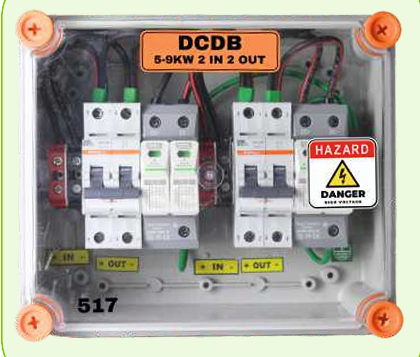 DCDB
5-9KW 2 IN 2 OUT
HAZARD
DANGER
HIGH VOLTAGE
- IN +
+ OUT -
+ IN -
+ OUT -
517